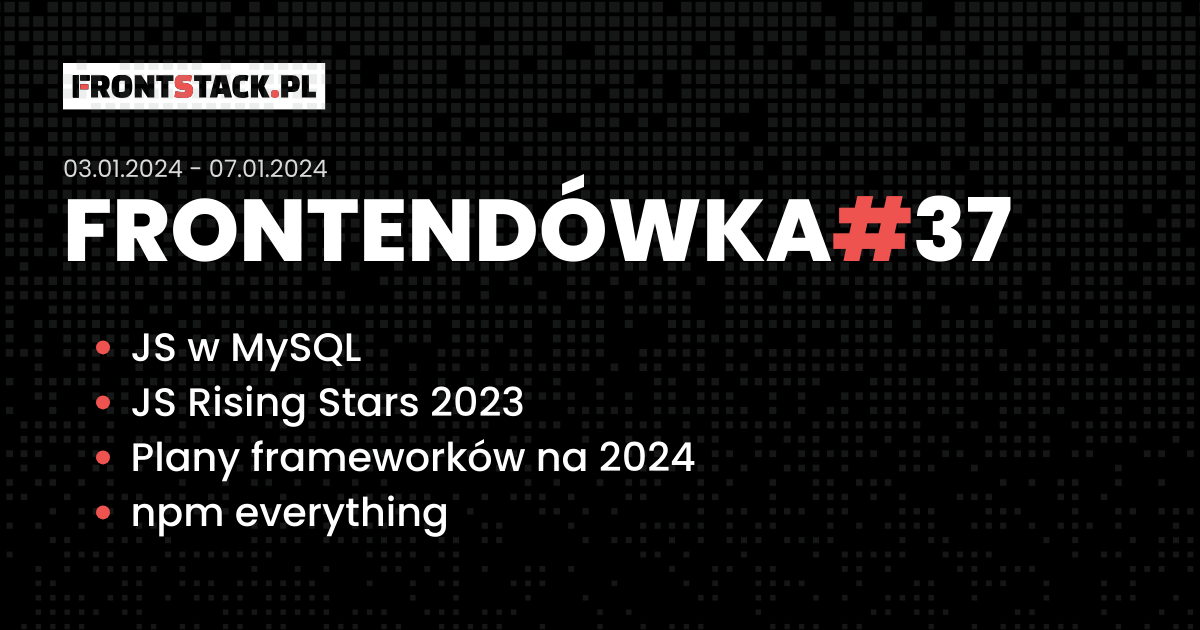 FRONTSTACK.PL
03.01.2024 - 07.01.2024
FRONTENDÓWKA#37
• JS w MySQL
• JS Rising Stars 2023
• Plany frameworków na 2024
• npm everything